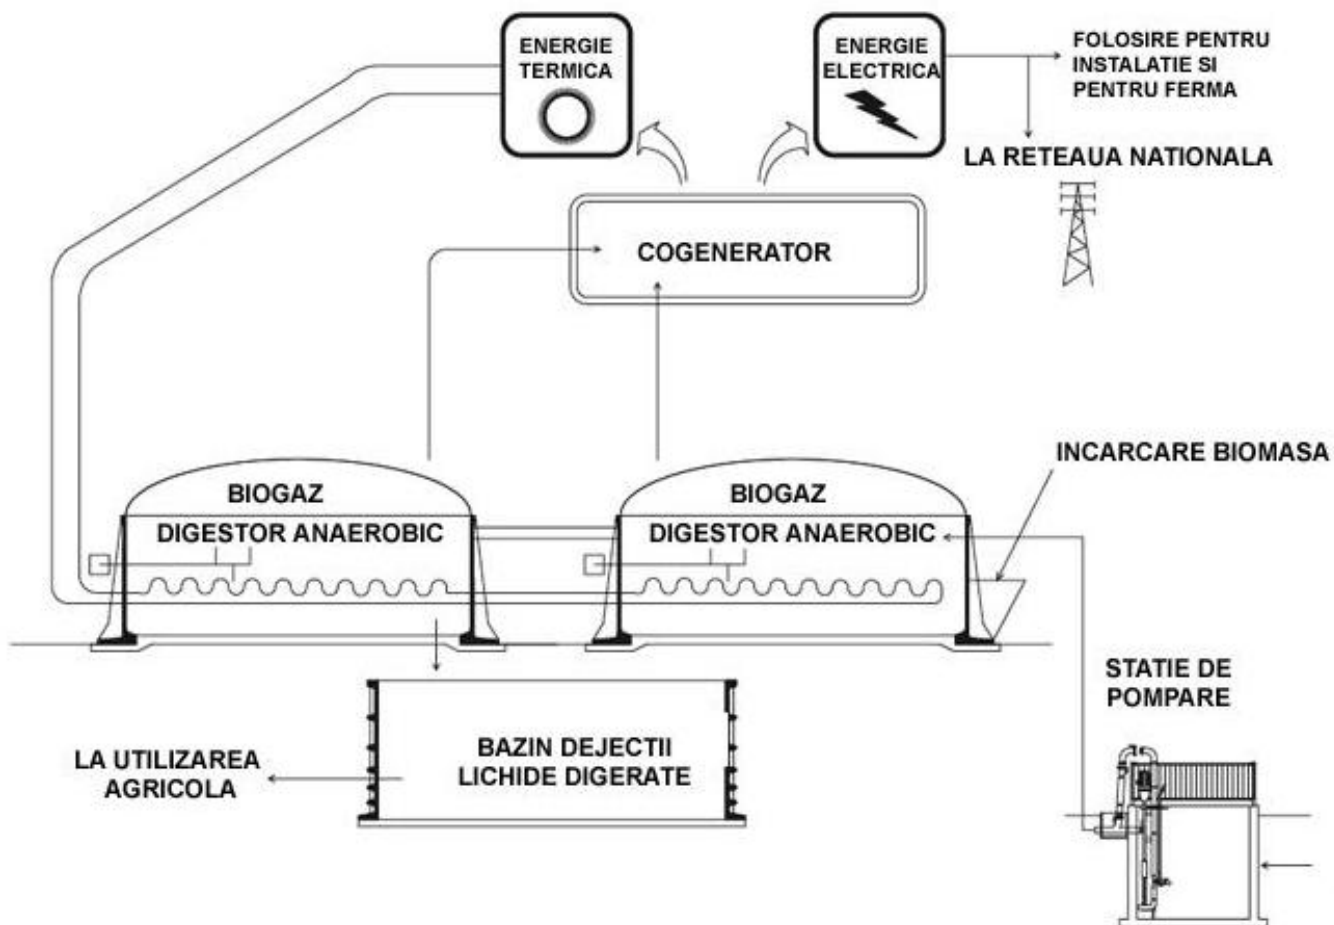 ENERGIE
TERMICA
ENERGIE
ELECTRICA
FOLOSIRE PENTRU
INSTALATIE SI
PENTRU FERMA
LA RETEAUA NATIONALA
COGENERATOR
INCARCARE BIOMASA
BIOGAZ
DIGESTOR ANAEROBIC
BIOGAZ
DIGESTOR ANAEROBIC
STATIE DE
POMPARE
BAZIN DEJECTII
LICHIDE DIGERATE
LA UTILIZAREA
AGRICOLA